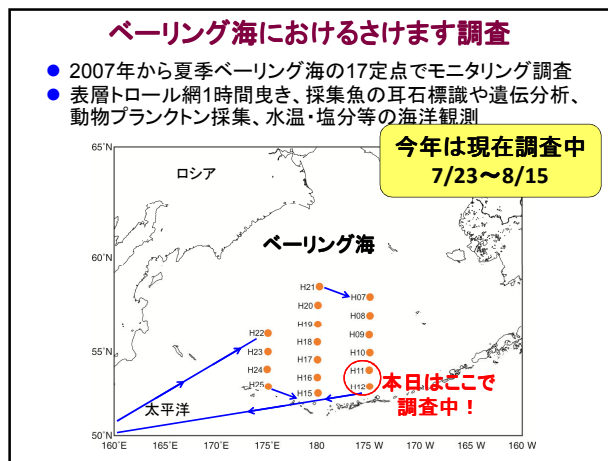 ベーリング海におけるさけます調査
● 2007年から夏季ベーリング海の17定点でモニタリング調査
● 表層トロール網1時間曳き、採集魚の耳石標識や遺伝分析、
動物プランクトン採集、水温・塩分等の海洋観測
今年は現在調査中
7/23～8/15
65˚N
ロシア
ベーリング海
60˚N
H21
H07
H20
H08
H19
H22
H09
H18
55˚N
H23
H10
H17
H24
H11
H16
H25
H12
H15
本日はここで
調査中！
太平洋
50˚N
160˚E
165˚E
170˚E
175˚E
180
175˚W
170 W
165 W
160 W